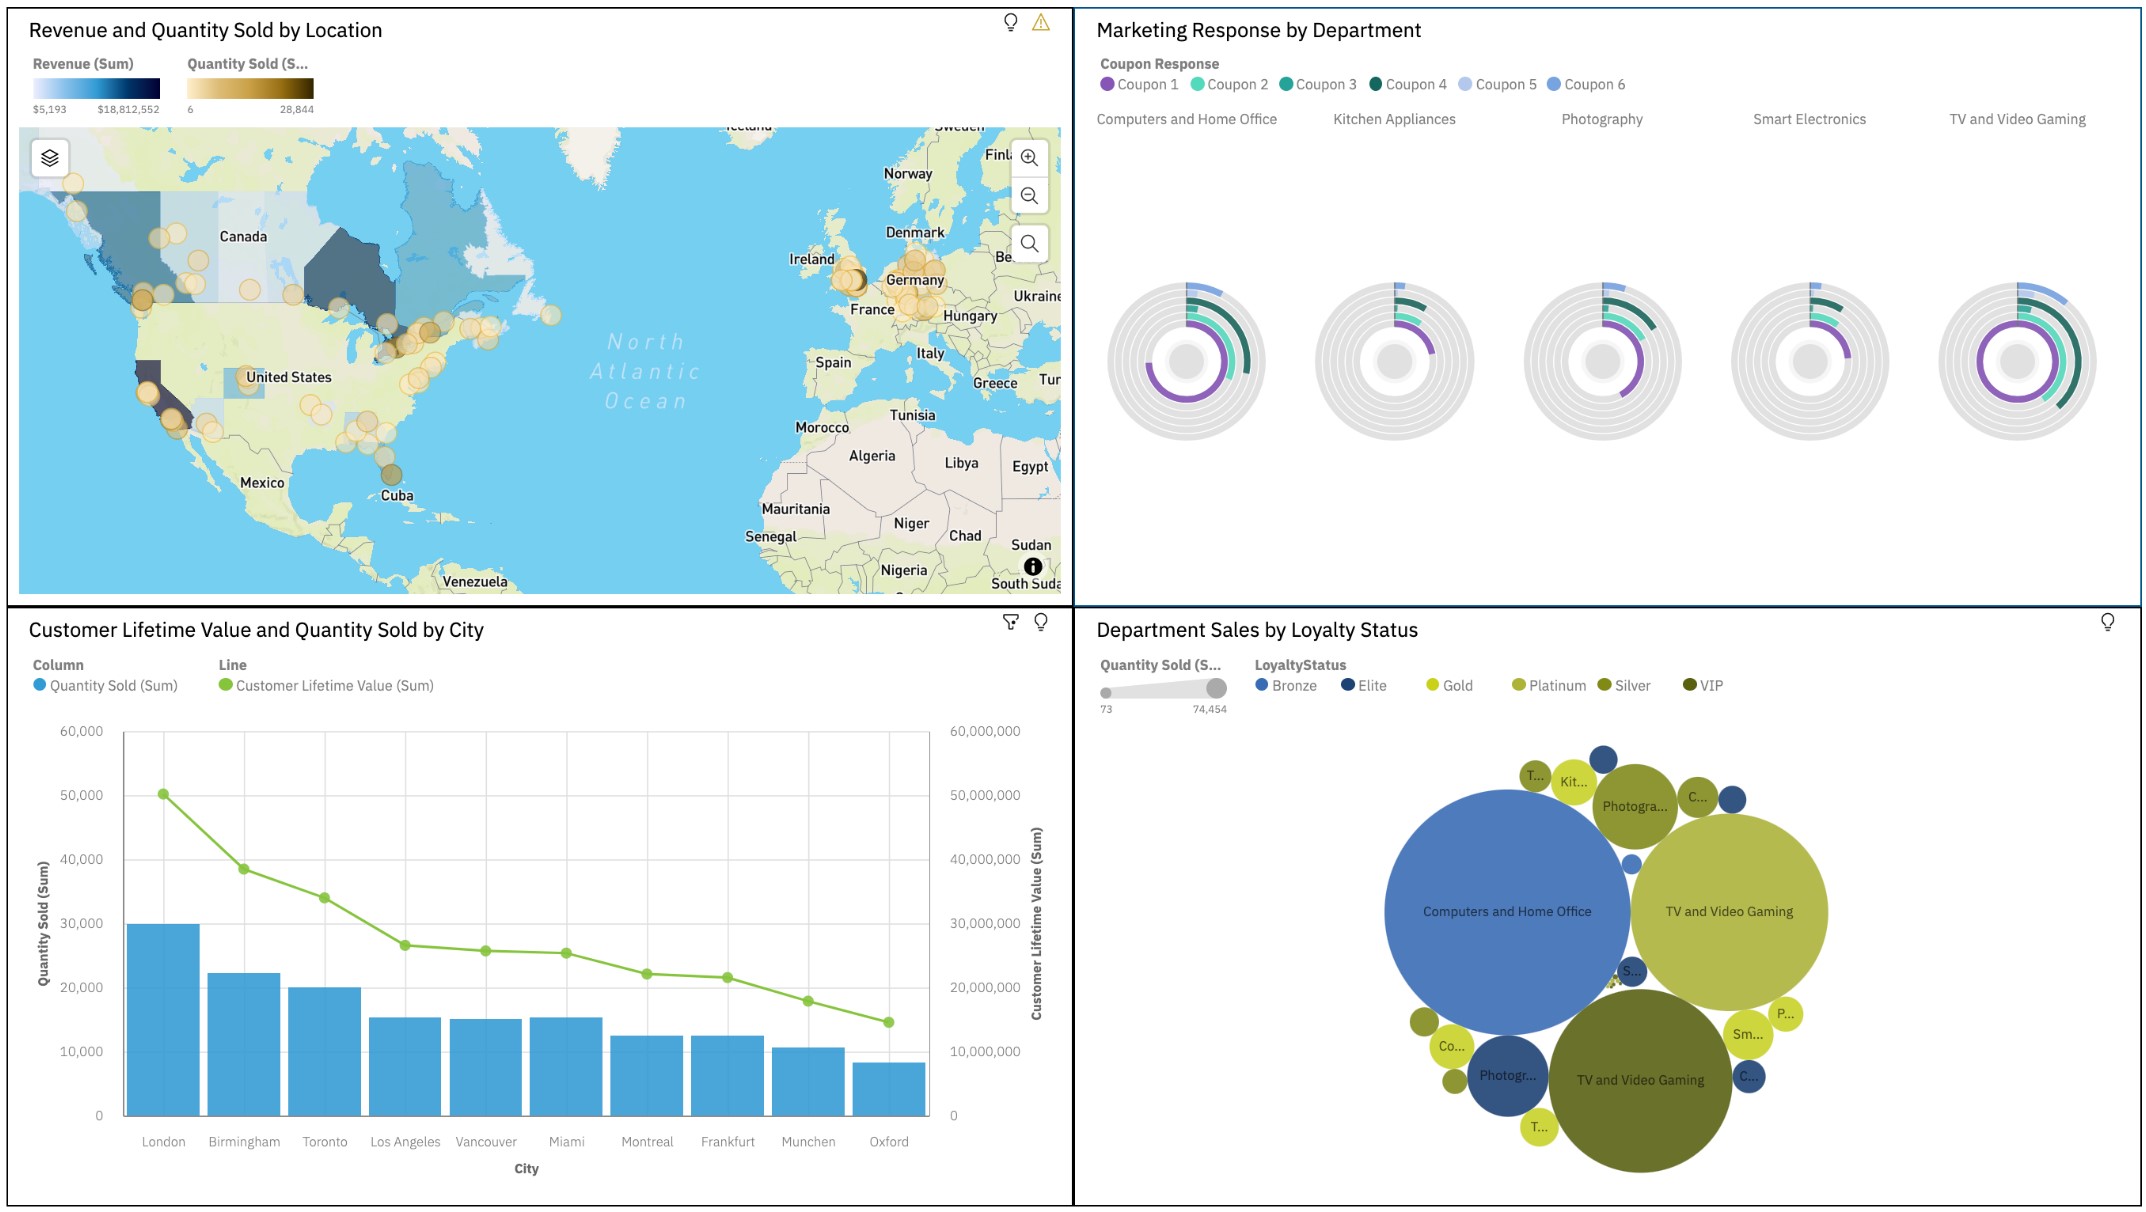 Revenue and Quantity Sold by Location
Revenue (Sum)
Quantity Sold (S...
$5,193
$18,812,552
6
28,844
Iceland
Sweden
Finla
Norway
Canada
Denmark
Ireland
Be
Germany
Ukraine
France
Hungary
North
Atlantic
Ocean
Italy
Spain
United States
Greece
Tur
Tunisia
Morocco
Algeria
Libya
Egypt
Mexico
Cuba
Mauritania
Niger
Chad
Senegal
Sudan
Nigeria
Venezuela
South Suda
Marketing Response by Department
Coupon Response
Coupon 1
Coupon 2
Coupon 3
Coupon 4
Coupon 5
Coupon 6
Computers and Home Office
Kitchen Appliances
Photography
Smart Electronics
TV and Video Gaming
Customer Lifetime Value and Quantity Sold by City
Column
Line
Quantity Sold (Sum)
Customer Lifetime Value (Sum)
60,000
50,000
40,000
30,000
20,000
10,000
0
Quantity Sold (Sum)
60,000,000
50,000,000
40,000,000
30,000,000
20,000,000
10,000,000
0
Customer Lifetime Value (Sum)
London
Birmingham
Toronto
Los Angeles
Vancouver
Miami
Montreal
Frankfurt
Munchen
Oxford
City
Department Sales by Loyalty Status
Quantity Sold (S...
LoyaltyStatus
73
74,454
Bronze
Elite
Gold
Platinum
Silver
VIP
T...
Kit...
Photogra...
C...
Computers and Home Office
TV and Video Gaming
S...
P...
Sm...
Co...
Photogr...
TV and Video Gaming
C...
T...